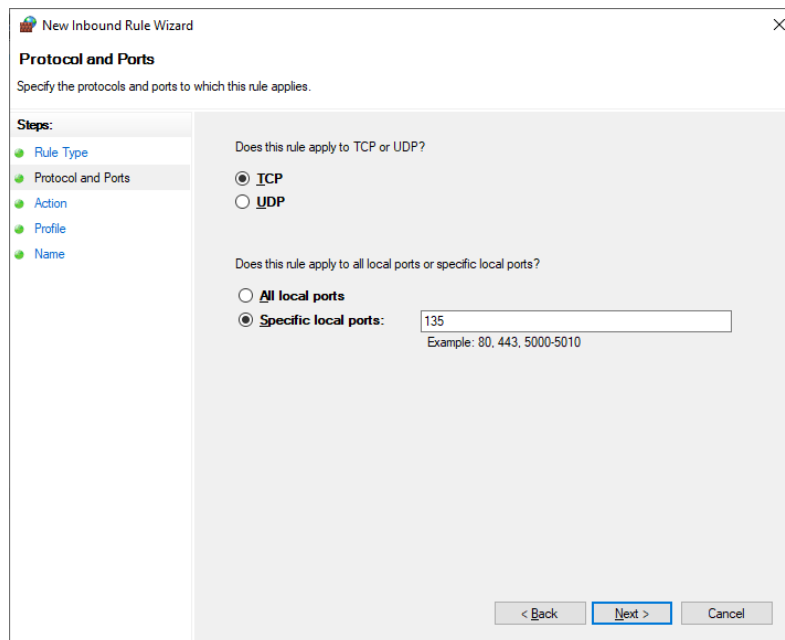 New Inbound Rule Wizard
Protocol and Ports
Specify the protocols and ports to which this rule applies.
Steps:
Rule Type
Protocol and Ports
Action
Profile
Name
Does this rule apply to TCP or UDP?
TCP
UDP
Does this rule apply to all local ports or specific local ports?
All local ports
Specific local ports: 135
Example: 80, 443, 5000-5010
< Back Next > Cancel